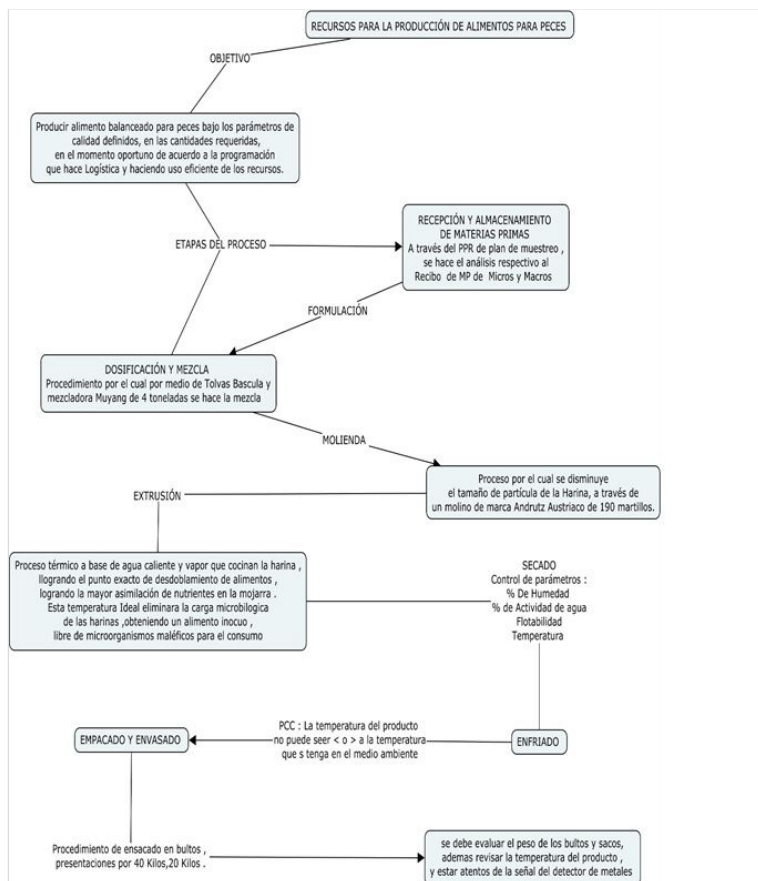 RECURSOS PARA LA PRODUCCIÓN DE ALIMENTOS PARA PECES
OBJETIVO
Producir alimento balanceado para peces bajo los parámetros de
calidad definidos, en las cantidades requeridas,
en el momento oportuno de acuerdo a la programación
que hace Logística y haciendo uso eficiente de los recursos.
ETAPAS DEL PROCESO
RECEPCIÓN Y ALMACENAMIENTO
DE MATERIAS PRIMAS
A través del PPR de plan de muestreo ,
se hace el análisis respectivo al
Recibo de MP de Micros y Macros
FORMULACIÓN
DOSIFICACIÓN Y MEZCLA
Procedimiento por el cual por medio de Tolvas Bascula y
mezcladora Muyang de 4 toneladas se hace la mezcla
MOLIENDA
Proceso por el cual se disminuye
el tamaño de partícula de la Harina, a través de
un molino de marca Andrutz Austriaco de 190 martillos.
EXTRUSIÓN
Proceso térmico a base de agua caliente y vapor que cocinan la harina ,
llogrando el punto exacto de desdoblamiento de alimentos ,
logrando la mayor asimilación de nutrientes en la mojarra .
Esta temperatura Ideal eliminara la carga microbilogica
de las harinas ,obteniendo un alimento inocuo ,
libre de microorganismos maléficos para el consumo
SECADO
Control de parámetros :
% De Humedad
% de Actividad de agua
Flotabilidad
Temperatura
ENFRIADO
PCC : La temperatura del producto
no puede seer < o > a la temperatura
que s tenga en el medio ambiente
EMPACADO Y ENVASADO
Procedimiento de ensacado en bultos ,
presentaciones por 40 Kilos,20 Kilos .
se debe evaluar el peso de los bultos y sacos,
ademas revisar la temperatura del producto ,
y estar atentos de la señal del detector de metales